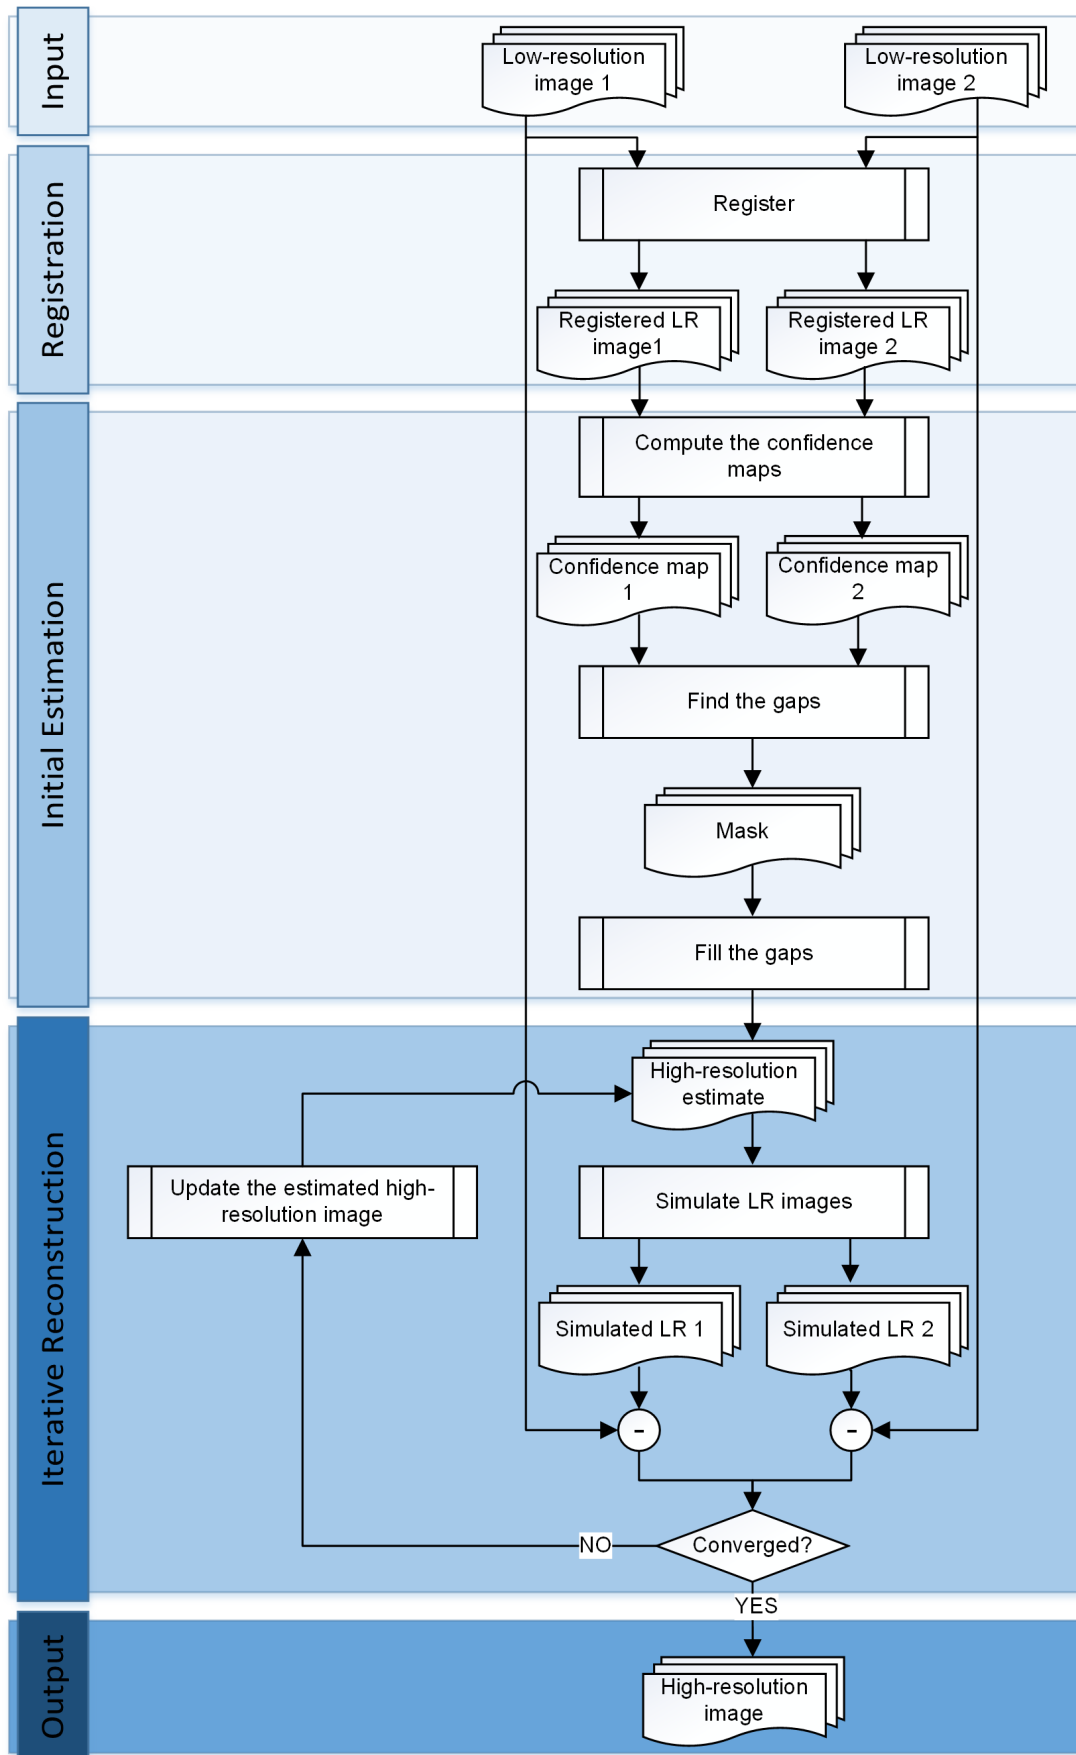 Input
Low-resolution
image 1
Low-resolution
image 2
Registration
Register
Registered LR
image1
Registered LR
image 2
Initial Estimation
Compute the confidence
maps
Confidence map
1
Confidence map
2
Find the gaps
Mask
Fill the gaps
Iterative Reconstruction
High-resolution
estimate
Update the estimated high-
resolution image
Simulate LR images
Simulated LR 1
Simulated LR 2
-
-
Converged?
NO
YES
Output
High-resolution
image